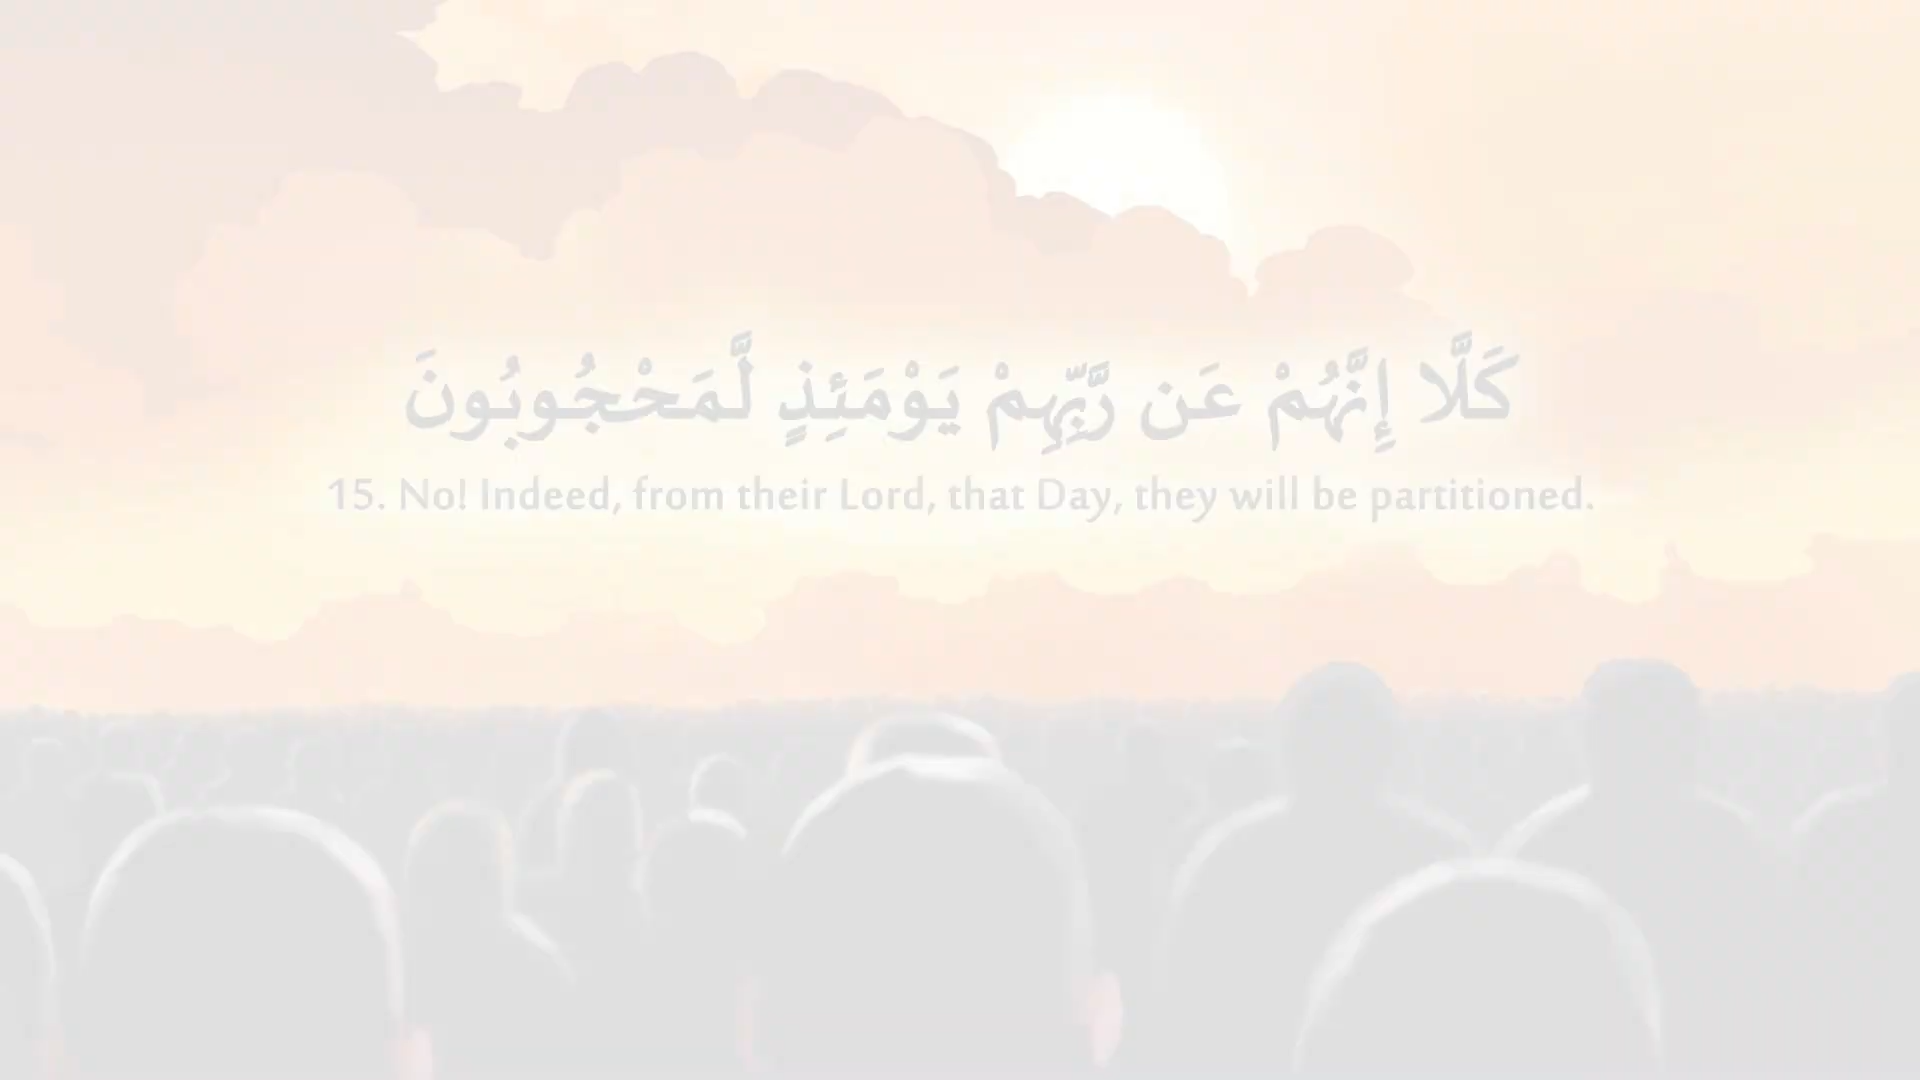 كَلَّا إِنَّهُمْ عَن رَّبِّهِمْ يَوْمَئِذٍ لَّمَحْجُوبُونَ
15. No! Indeed, from their Lord, that Day, they will be partitioned.